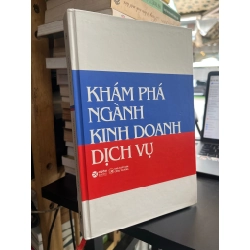 KHÁM PHÁ
NGÀNH
KINH DOANH
DỊCH VỤ